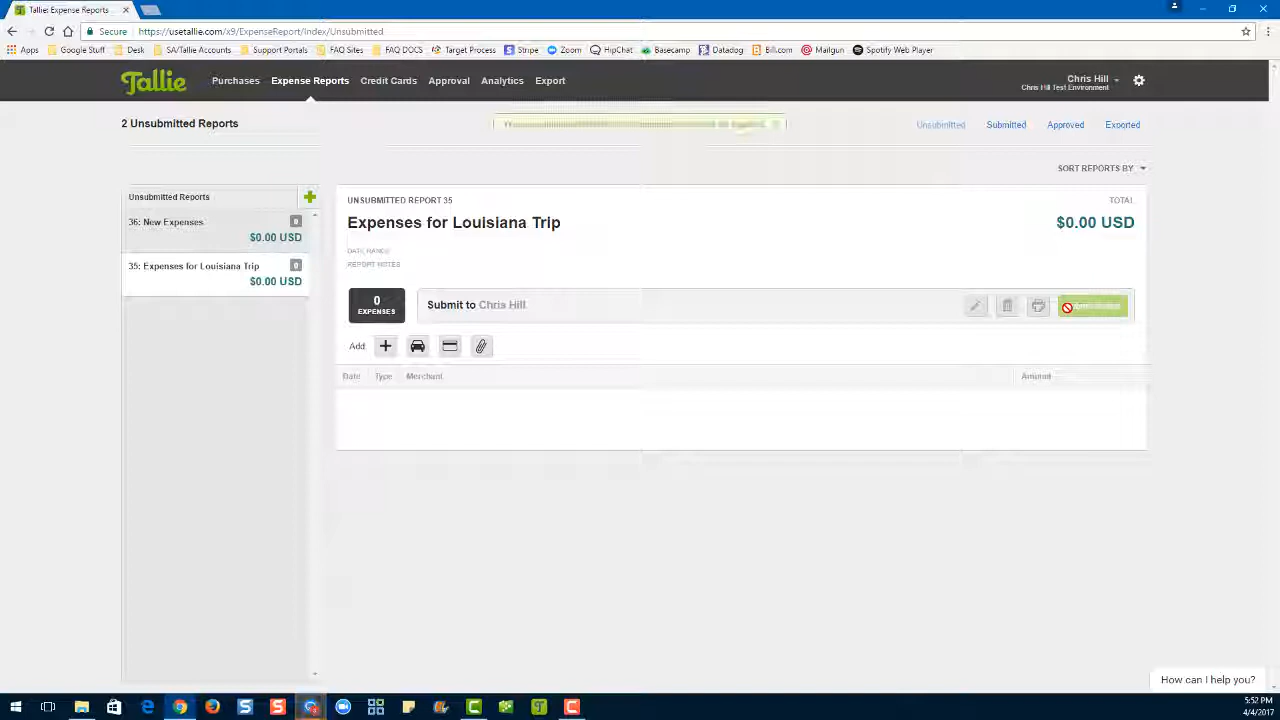 Tallie: Expense Reports
Secure https://usetallie.com/x9/ExpenseReport/Index/Unsubmitted
Apps Google Stuff Desk SA/Tallie Accounts Support Portals FAQ Sites FAQ DOCS Target Process Stripe Zoom HipChat Basecamp Datadog Bill.com Mailgun Spotify Web Player
Tallie Purchases Expense Reports Credit Cards Approval Analytics Export Chris Hill
Chris Hill Test Environment
2 Unsubmitted Reports Unsubmitted Submitted Approved Exported
SORT REPORTS BY
Unsubmitted Reports
36: New Expenses 0
$0.00 USD
35: Expenses for Louisiana Trip 0
$0.00 USD
UNSUBMITTED REPORT 35 TOTAL
Expenses for Louisiana Trip $0.00 USD
DATE RANGE
REPORT NOTES
0
EXPENSES
Submit to Chris Hill
Add:
Date Type Merchant Amount
How can I help you?
5:52 PM
4/4/2017